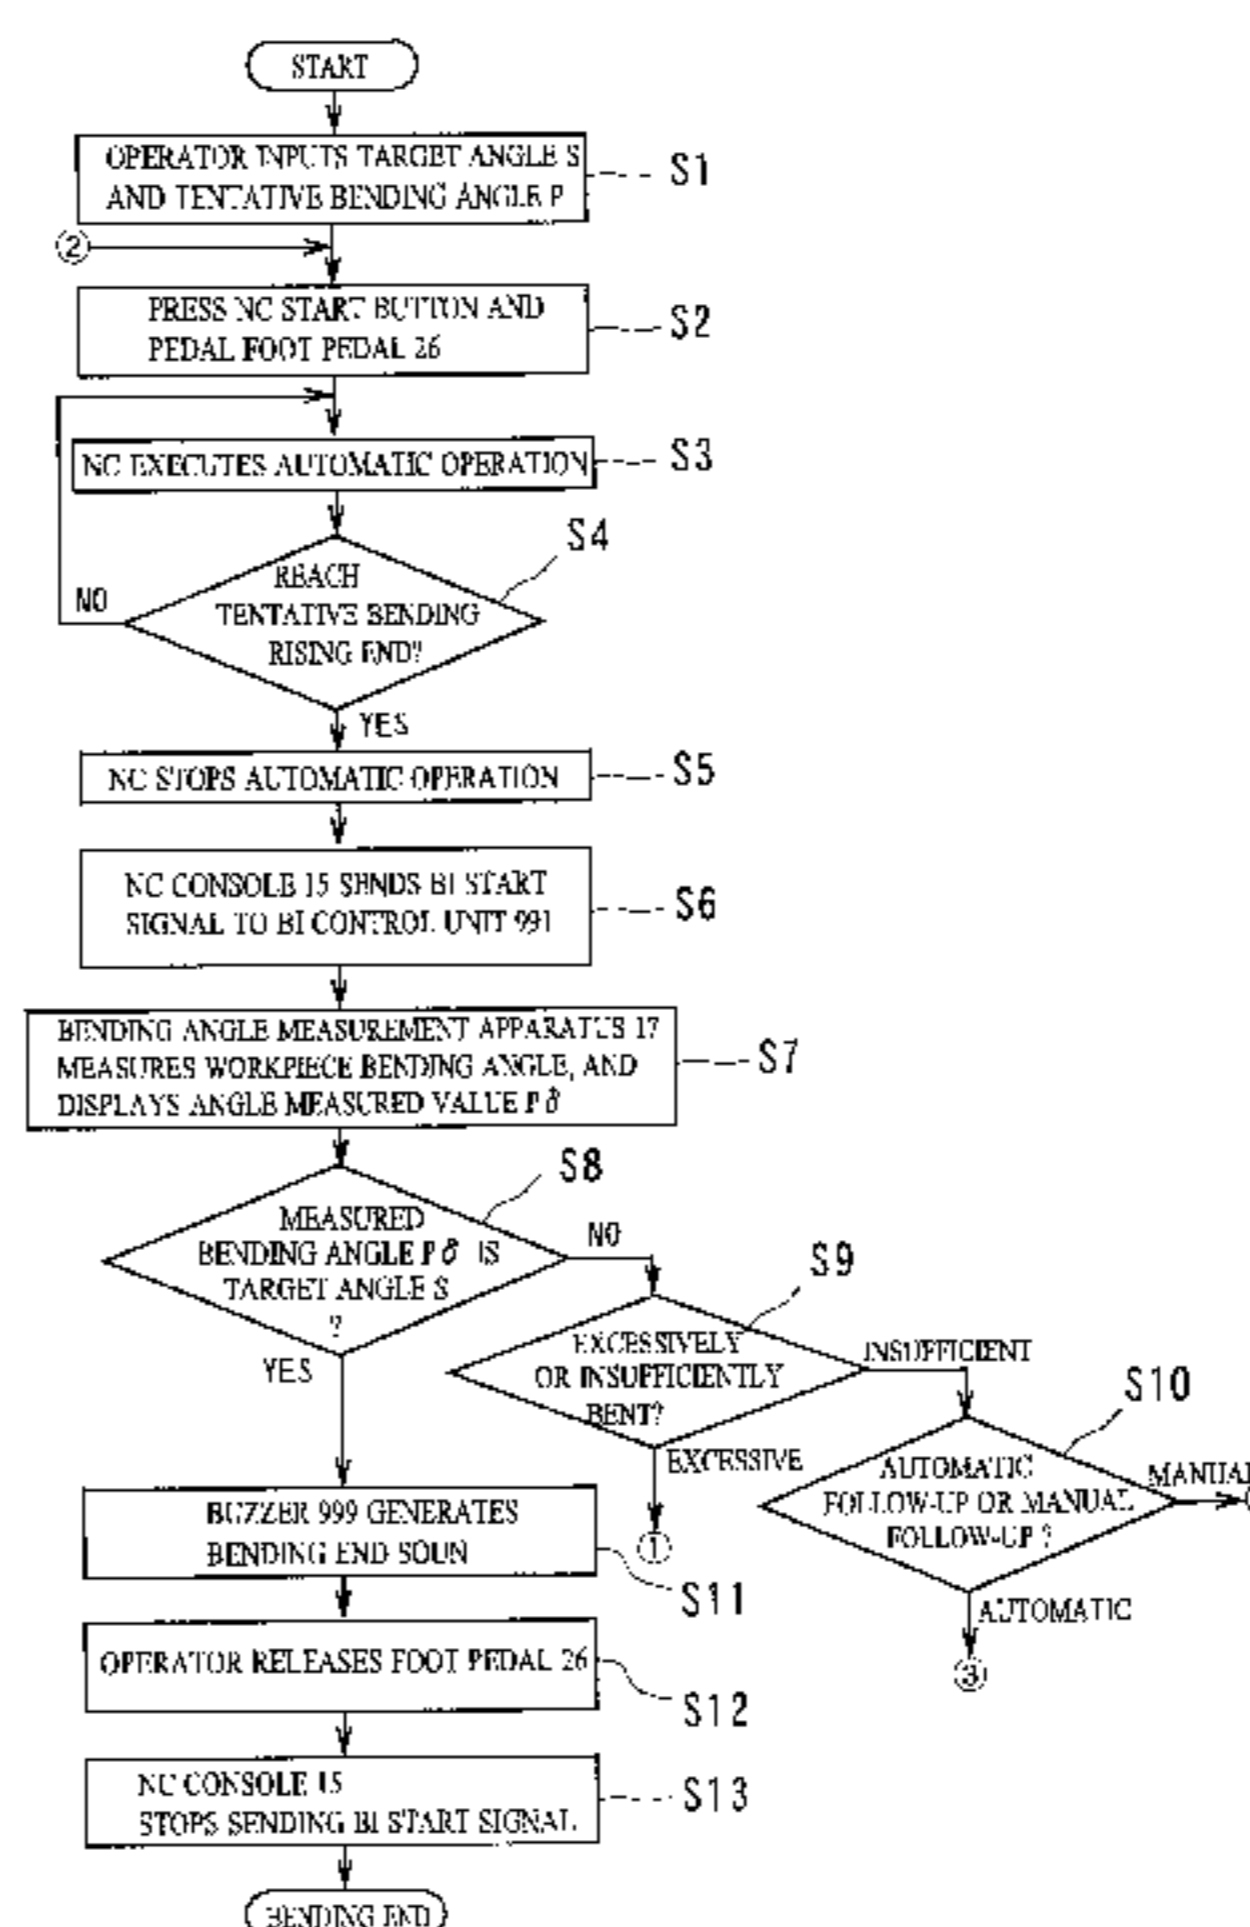 START
OPERATOR INPUTS TARGET ANGLE S
AND TENTATIVE BENDING ANGLE P
S1
②
PRESS NC START BUTTON AND
PEDAL FOOT PEDAL 26
S2
NC EXECUTES AUTOMATIC OPERATION
S3
S4
REACH
TENTATIVE BENDING
RISING END?
NO
YES
NC STOPS AUTOMATIC OPERATION
S5
NC CONSOLE 15 SENDS BI START
SIGNAL TO BI CONTROL UNIT 991
S6
BENDING ANGLE MEASUREMENT APPARATUS 17
MEASURES WORKPIECE BENDING ANGLE, AND
DISPLAYS ANGLE MEASURED VALUE P
S7
S8
MEASURED
BENDING ANGLE P IS
TARGET ANGLE S
?
NO
YES
S9
EXCESSIVELY
OR INSUFFICIENTLY
BENT?
INSUFFICIENT
EXCESSIVE
①
S10
AUTOMATIC
FOLLOW-UP OR MANUAL
FOLLOW-UP ?
MANUAL
AUTOMATIC
③
BUZZER 999 GENERATES
BENDING END SOUN
S11
OPERATOR RELEASES FOOT PEDAL 26
S12
NC CONSOLE 15
STOPS SENDING BI START SIGNAL
S13
BENDING END